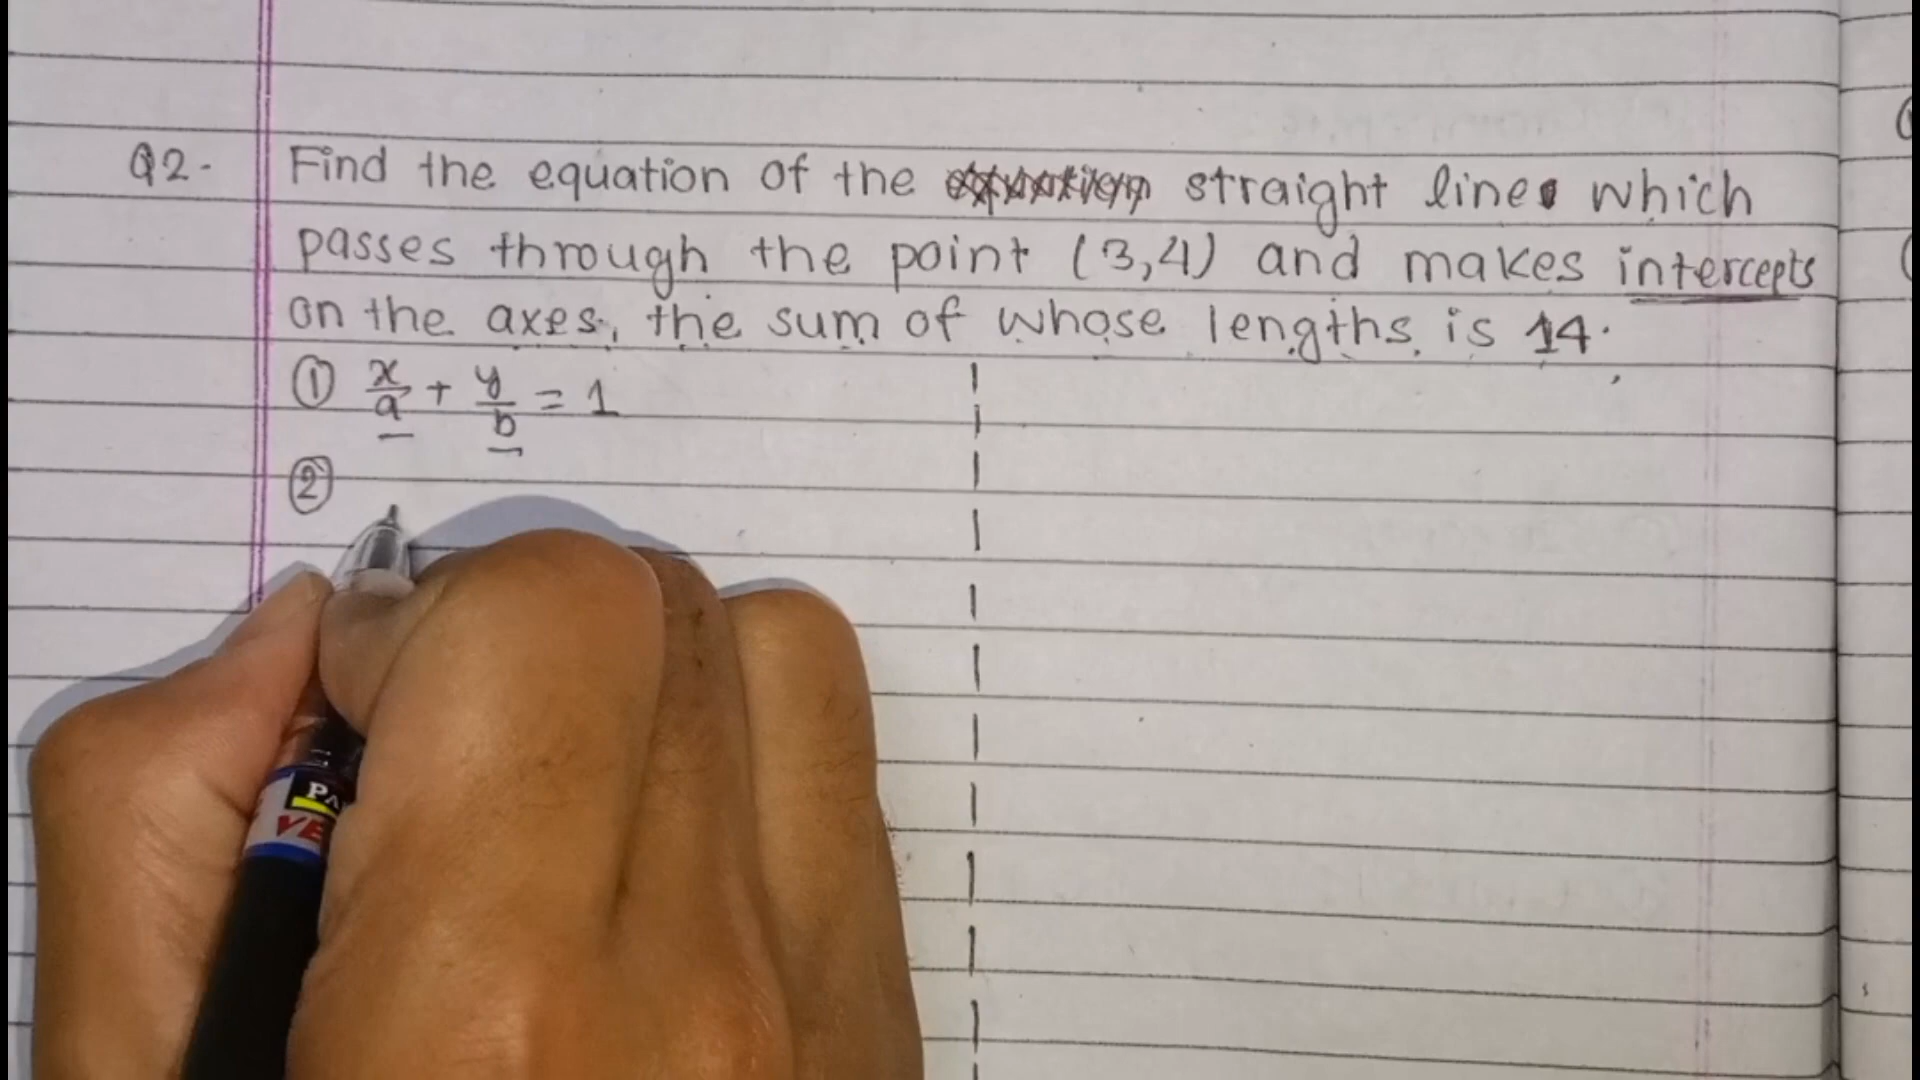 Q2. Find the equation of the straight line which
passes through the point (3,4) and makes intercepts
on the axes, the sum of whose lengths is 14.
① x/a + y/b = 1
②